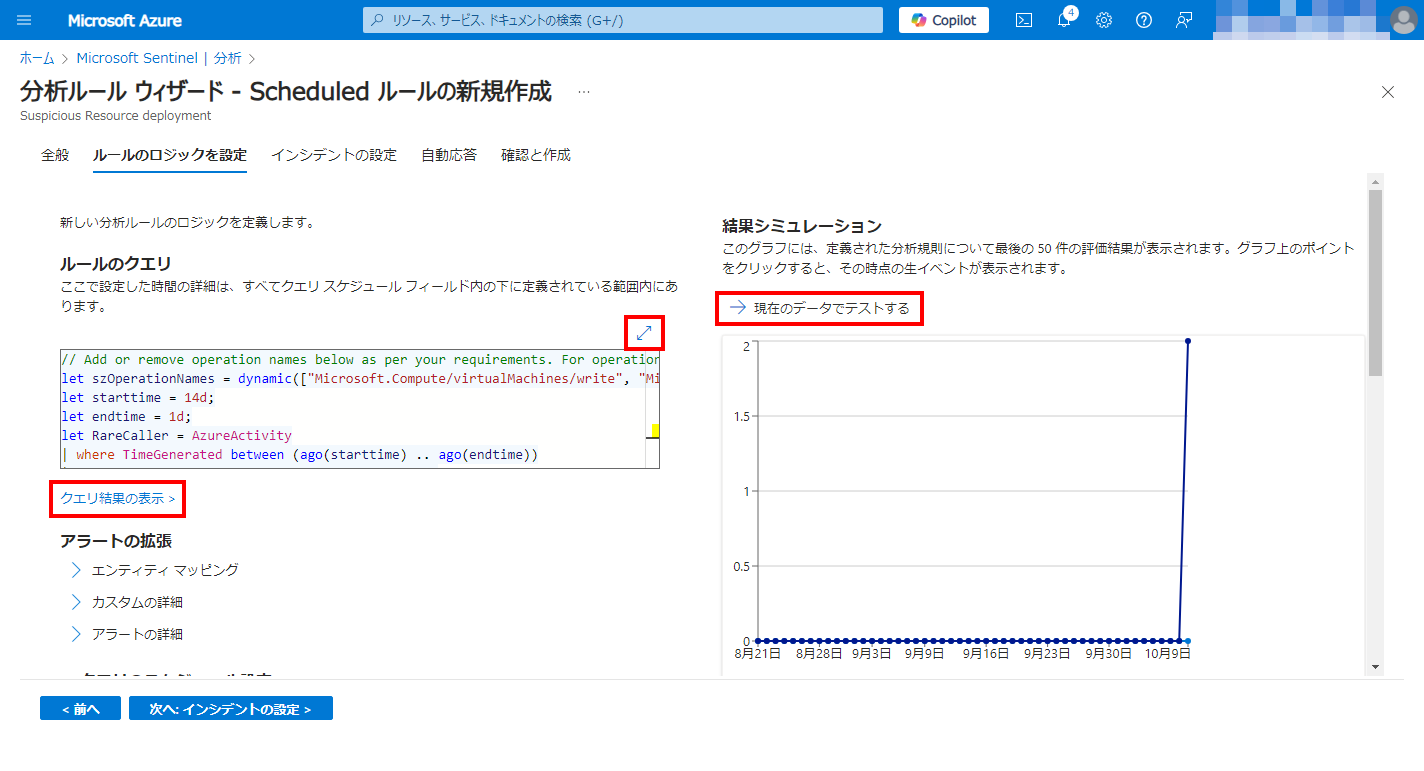 Microsoft Azure
リソース、サービス、ドキュメントの検索 (G+/)
Copilot
4
ホーム > Microsoft Sentinel | 分析 >
分析ルール ウィザード - Scheduled ルールの新規作成 ...
Suspicious Resource deployment
全般 ルールのロジックを設定 インシデントの設定 自動応答 確認と作成
新しい分析ルールのロジックを定義します。
ルールのクエリ
ここで設定した時間の詳細は、すべてクエリ スケジュール フィールド内の下に定義されている範囲内にあ
ります。
// Add or remove operation names below as per your requirements. For operation
let szOperationNames = dynamic(["Microsoft.Compute/virtualMachines/write", "Mi
let starttime = 14d;
let endtime = 1d;
let RareCaller = AzureActivity
| where TimeGenerated between (ago(starttime) .. ago(endtime))
クエリ結果の表示 >
アラートの拡張
エンティティ マッピング
カスタムの詳細
アラートの詳細
結果シミュレーション
このグラフには、定義された分析規則について最後の 50 件の評価結果が表示されます。グラフ上のポイント
をクリックすると、その時点の生イベントが表示されます。
現在のデータでテストする
2
1.5
1
0.5
0
8月21日 8月28日 9月3日 9月9日 9月16日 9月23日 9月30日 10月9日
< 前へ
次へ: インシデントの設定 >